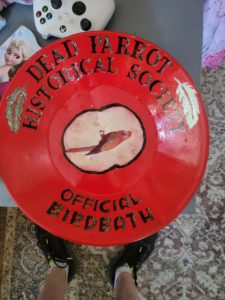 DEAD PARROT
HISTORICAL SOCIETY
OFFICIAL
BIRDBATH